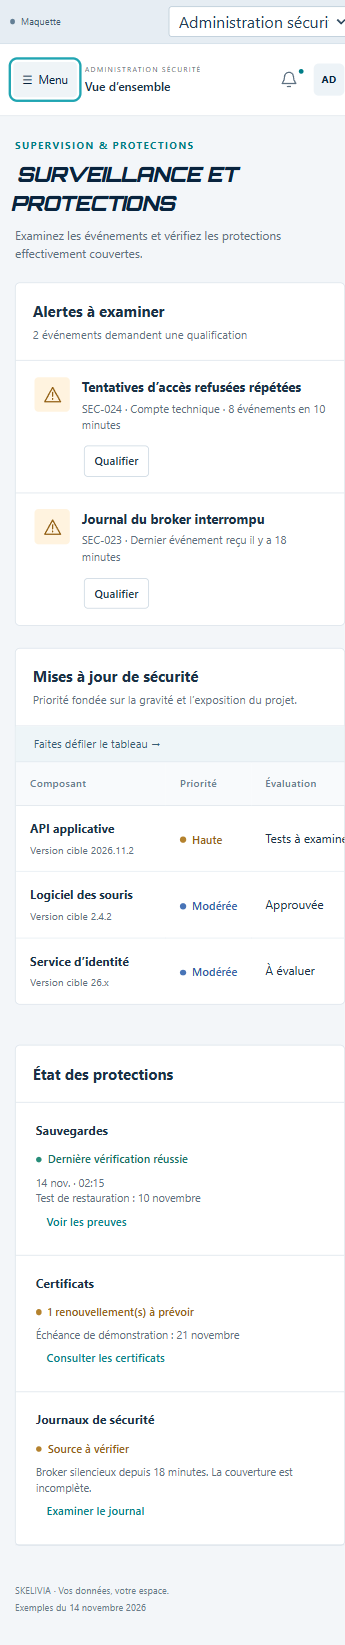 Maquette
Administration sécuri
Menu
ADMINISTRATION SÉCURITÉ
Vue d'ensemble
AD
SUPERVISION & PROTECTIONS
SURVEILLANCE ET
PROTECTIONS
Examinez les événements et vérifiez les protections
effectivement couvertes.
Alertes à examiner
2 événements demandent une qualification
Tentatives d'accès refusées répétées
SEC-024 · Compte technique · 8 événements en 10
minutes
Qualifier
Journal du broker interrompu
SEC-023 · Dernier événement reçu il y a 18
minutes
Qualifier
Mises à jour de sécurité
Priorité fondée sur la gravité et l'exposition du projet.
Faites défiler le tableau →
Composant Priorité Évaluation
API applicative
Version cible 2026.11.2
Haute
Tests à examine
Logiciel des souris
Version cible 2.4.2
Modérée
Approuvée
Service d'identité
Version cible 26.x
Modérée
À évaluer
État des protections
Sauvegardes
Dernière vérification réussie
14 nov. · 02:15
Test de restauration : 10 novembre
Voir les preuves
Certificats
1 renouvellement(s) à prévoir
Échéance de démonstration : 21 novembre
Consulter les certificats
Journaux de sécurité
Source à vérifier
Broker silencieux depuis 18 minutes. La couverture est
incomplète.
Examiner le journal
SKELIVIA · Vos données, votre espace.
Exemples du 14 novembre 2026